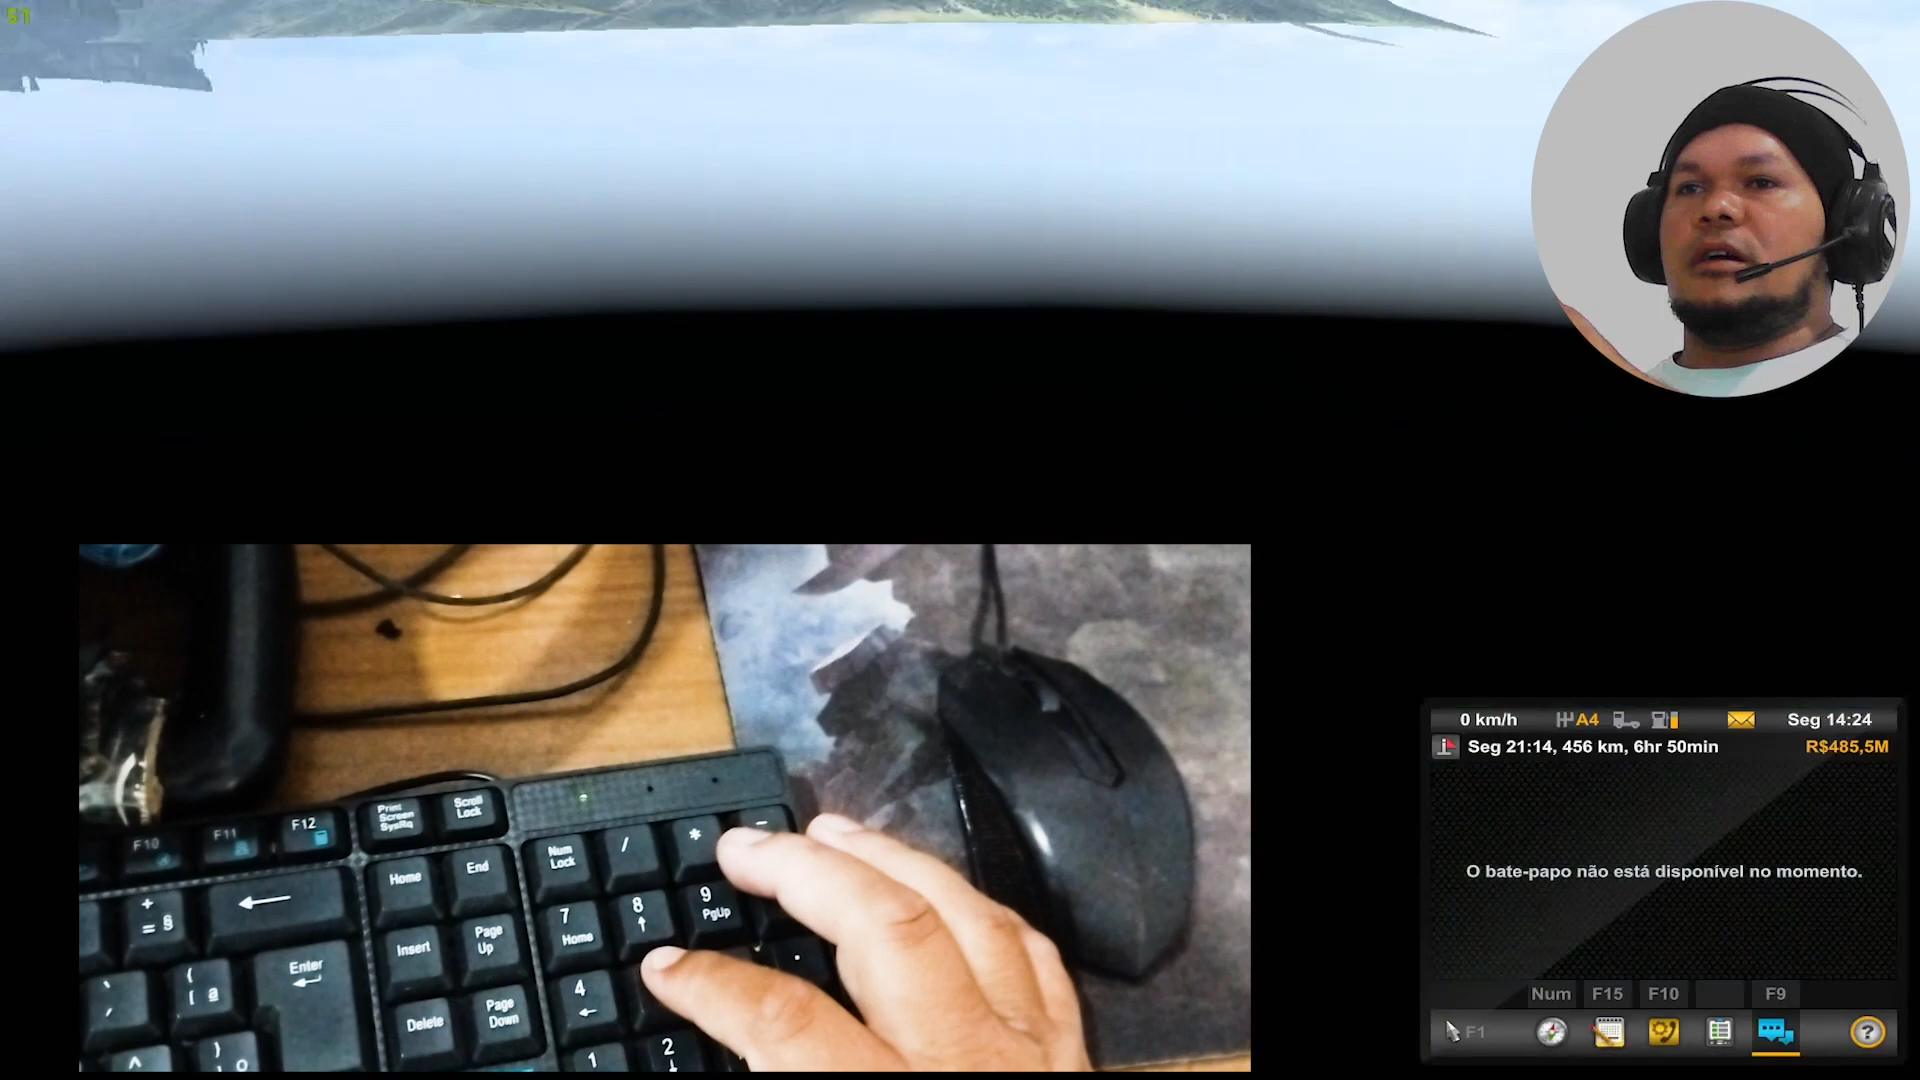 51
0 km/h A4 Seg 14:24
i Seg 21:14, 456 km, 6hr 50min R$485,5M
O bate-papo não está disponível no momento.
Num F15 F10 F9
F1 ?
Print Screen SysRq
Scroll Lock
F10 F11 F12
Num Lock / * -
Home End
+ = §
7 Home 8 9 PgUp
Insert Page Up
Enter
4
Delete Page Down
1 2